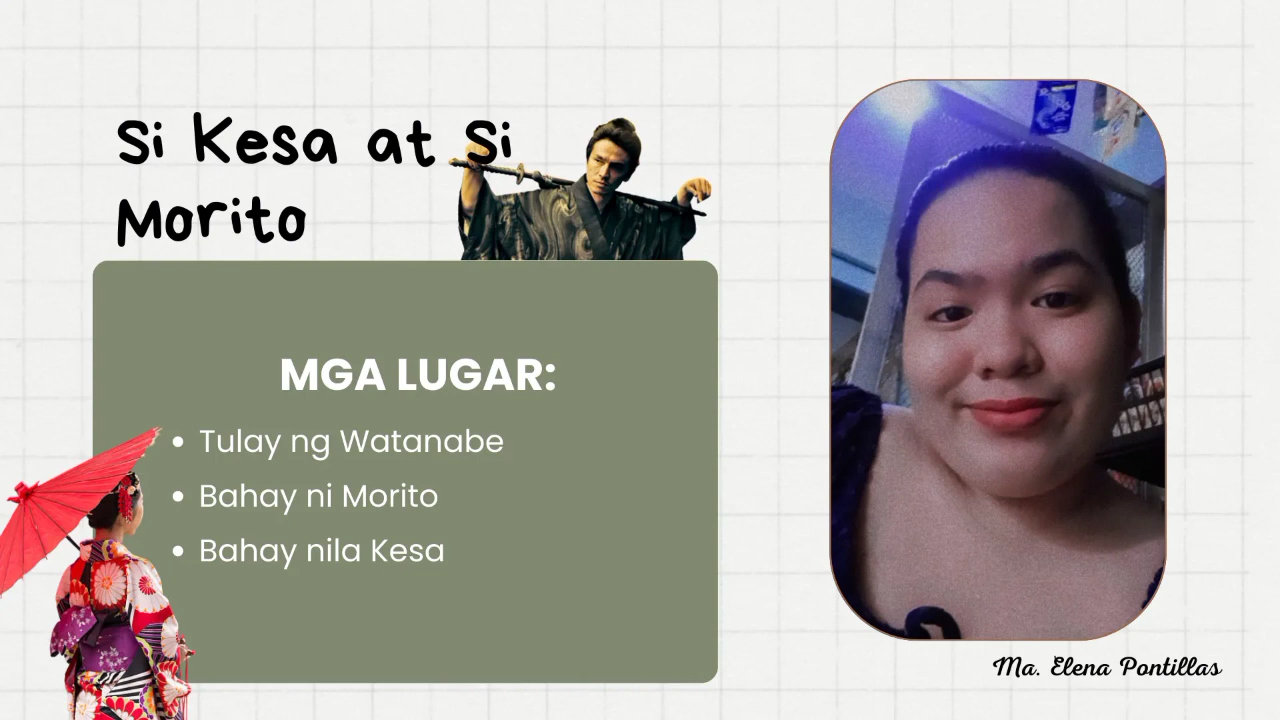 Si Kesa at Si
Morito
MGA LUGAR:
• Tulay ng Watanabe
• Bahay ni Morito
• Bahay nila Kesa
Ma. Elena Pontillas